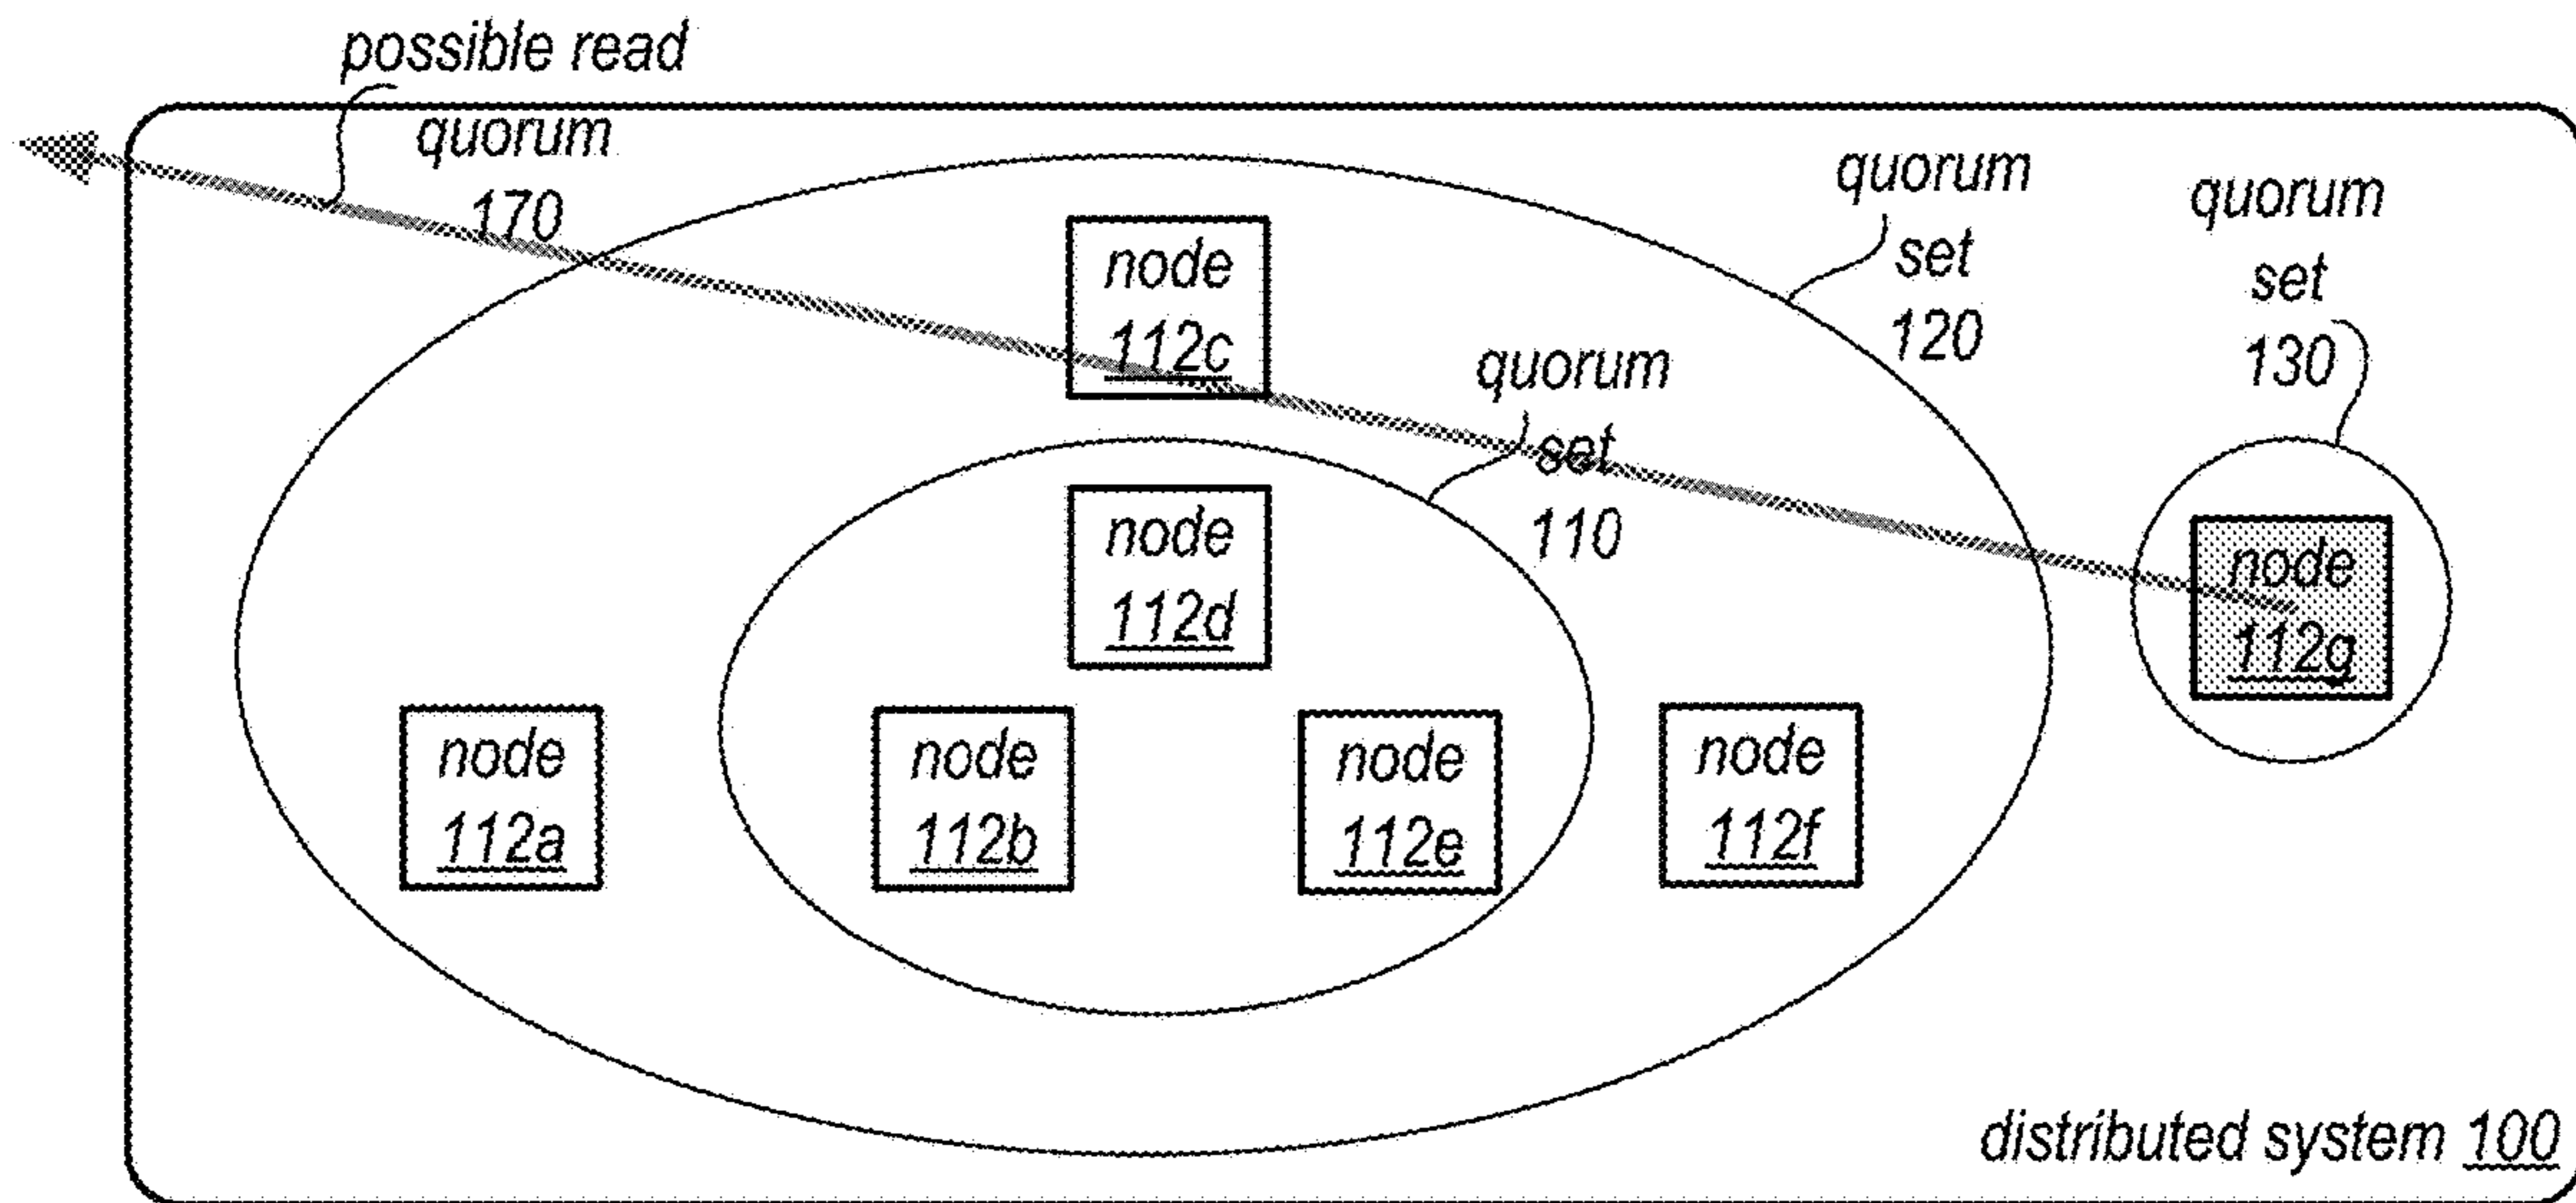 possible read
quorum
170
quorum
set
120
quorum
set
130
node
112c
quorum
set
110
node
112d
node
112g
node
112a
node
112b
node
112e
node
112f
distributed system 100